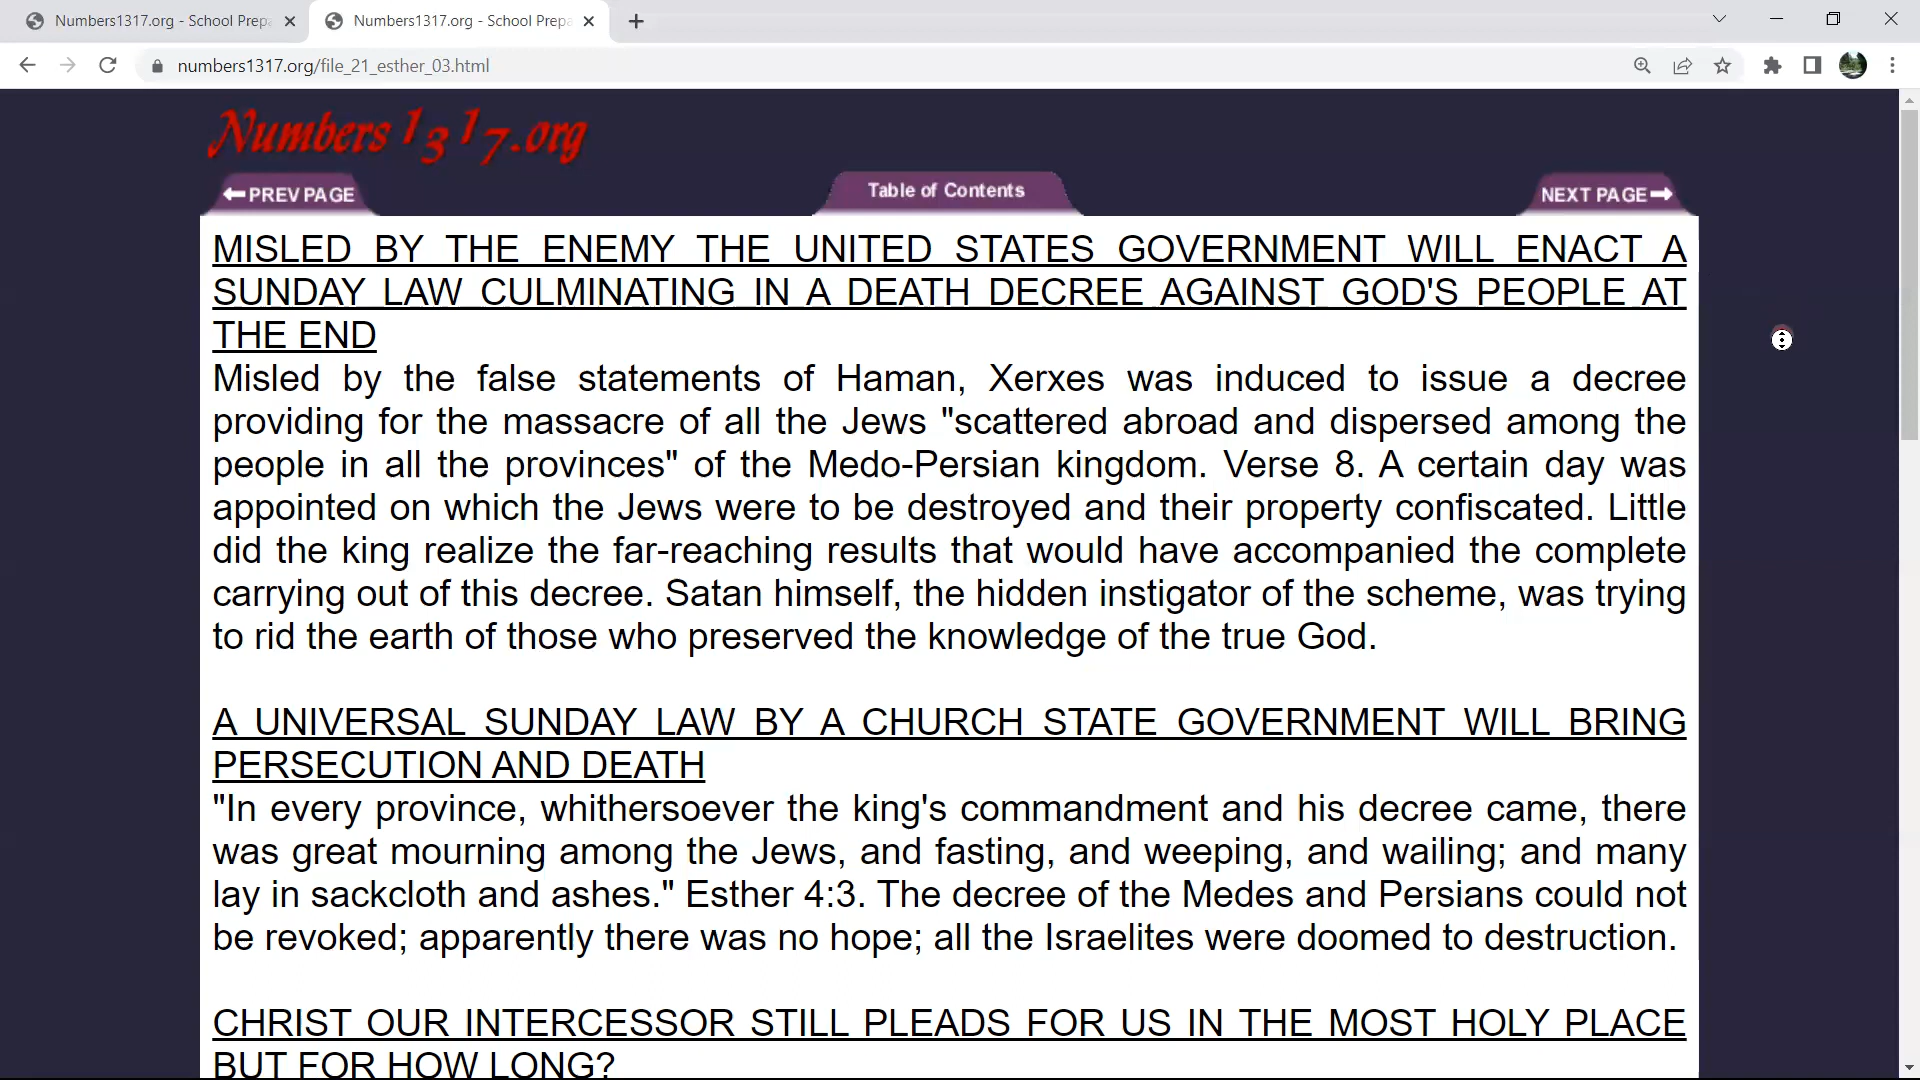 Numbers1317.org - School Prepa
Numbers1317.org - School Prepa
numbers1317.org/file_21_esther_03.html
Numbers1317.org
PREV PAGE
Table of Contents
NEXT PAGE
MISLED BY THE ENEMY THE UNITED STATES GOVERNMENT WILL ENACT A
SUNDAY LAW CULMINATING IN A DEATH DECREE AGAINST GOD'S PEOPLE AT
THE END
Misled by the false statements of Haman, Xerxes was induced to issue a decree
providing for the massacre of all the Jews "scattered abroad and dispersed among the
people in all the provinces" of the Medo-Persian kingdom. Verse 8. A certain day was
appointed on which the Jews were to be destroyed and their property confiscated. Little
did the king realize the far-reaching results that would have accompanied the complete
carrying out of this decree. Satan himself, the hidden instigator of the scheme, was trying
to rid the earth of those who preserved the knowledge of the true God.
A UNIVERSAL SUNDAY LAW BY A CHURCH STATE GOVERNMENT WILL BRING
PERSECUTION AND DEATH
"In every province, whithersoever the king's commandment and his decree came, there
was great mourning among the Jews, and fasting, and weeping, and wailing; and many
lay in sackcloth and ashes." Esther 4:3. The decree of the Medes and Persians could not
be revoked; apparently there was no hope; all the Israelites were doomed to destruction.
CHRIST OUR INTERCESSOR STILL PLEADS FOR US IN THE MOST HOLY PLACE
BUT FOR HOW LONG?